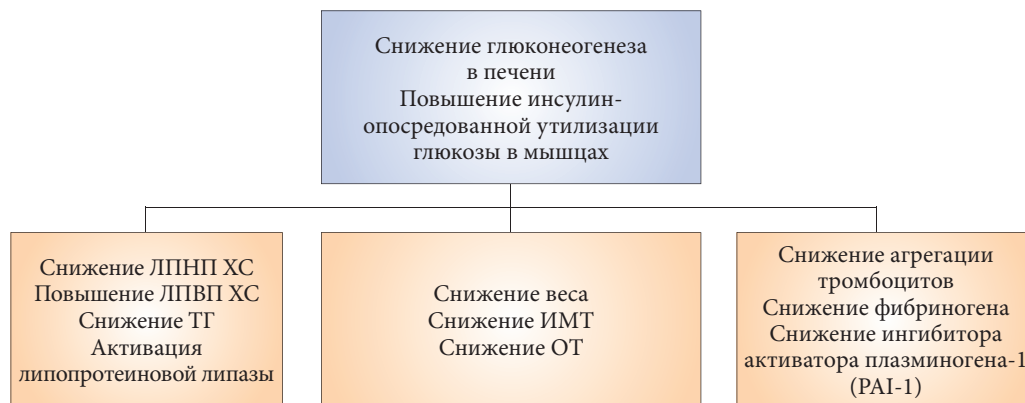 Снижение глюконеогенеза
в печени
Повышение инсулин-
опосредованной утилизации
глюкозы в мышцах
Снижение ЛПНП ХС
Повышение ЛПВП ХС
Снижение ТГ
Активация
липопротеиновой липазы
Снижение веса
Снижение ИМТ
Снижение ОТ
Снижение агрегации
тромбоцитов
Снижение фибриногена
Снижение ингибитора
активатора плазминогена-1
(PAI-1)